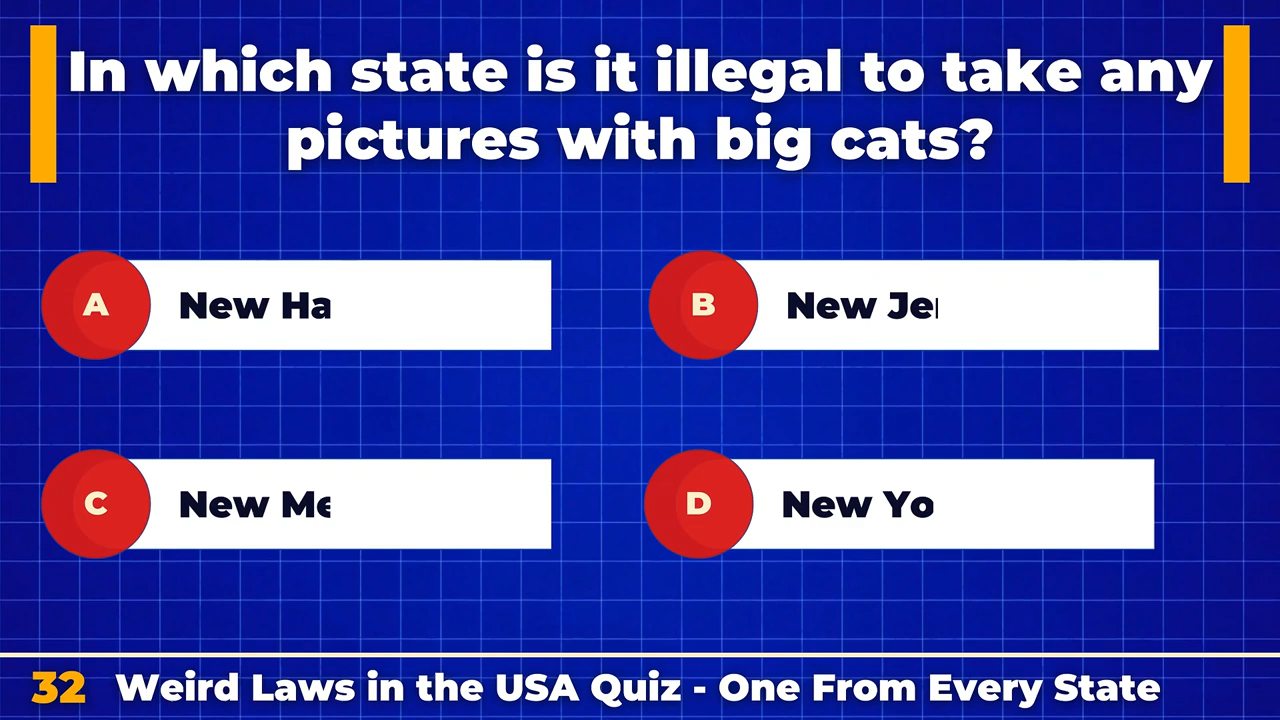 In which state is it illegal to take any
pictures with big cats?
A New Ha
B New Je
C New Me
D New Yo
32 Weird Laws in the USA Quiz - One From Every State